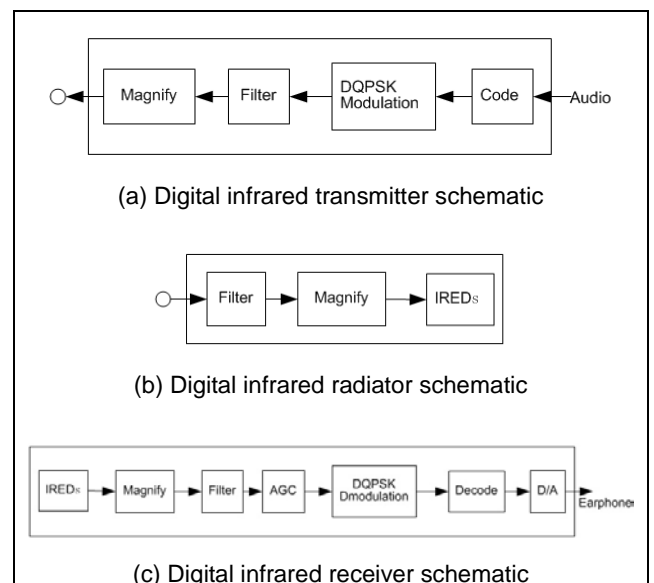 Magnify Filter DQPSK Modulation Code Audio
(a) Digital infrared transmitter schematic
Filter Magnify IREDs
(b) Digital infrared radiator schematic
IREDs Magnify Filter AGC DQPSK Dmodulation Decode D/A Earphone
(c) Digital infrared receiver schematic